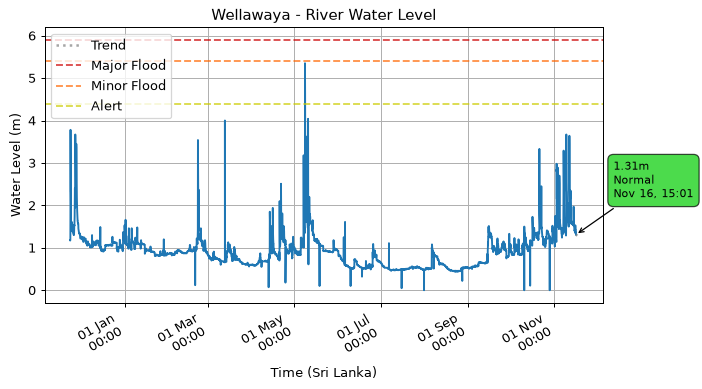 Wellawaya - River Water Level
Trend
Major Flood
Minor Flood
Alert
Water Level (m)
6
5
4
3
2
1
0
1.31m
Normal
Nov 16, 15:01
01 Jan
00:00
01 Mar
00:00
01 May
00:00
01 Jul
00:00
01 Sep
00:00
01 Nov
00:00
Time (Sri Lanka)